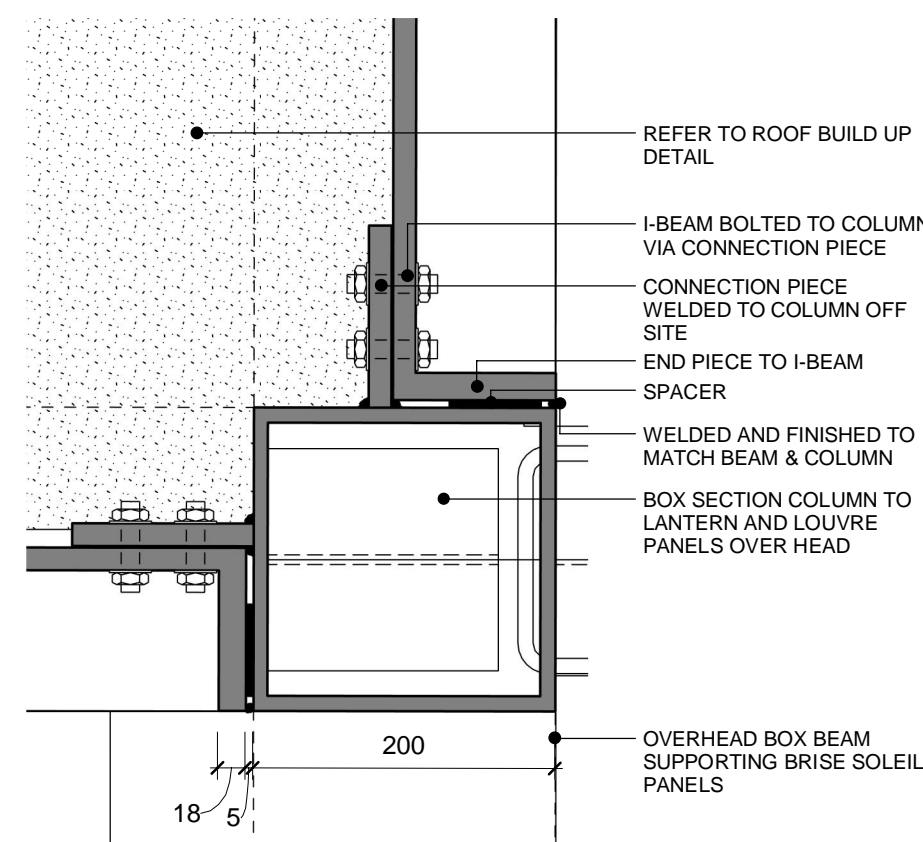 REFER TO ROOF BUILD UP
DETAIL
I-BEAM BOLTED TO COLUMN
VIA CONNECTION PIECE
CONNECTION PIECE
WELDED TO COLUMN OFF
SITE
END PIECE TO I-BEAM
SPACER
WELDED AND FINISHED TO
MATCH BEAM & COLUMN
BOX SECTION COLUMN TO
LANTERN AND LOUVRE
PANELS OVER HEAD
200
OVERHEAD BOX BEAM
SUPPORTING BRISE SOLEIL
PANELS
18
5